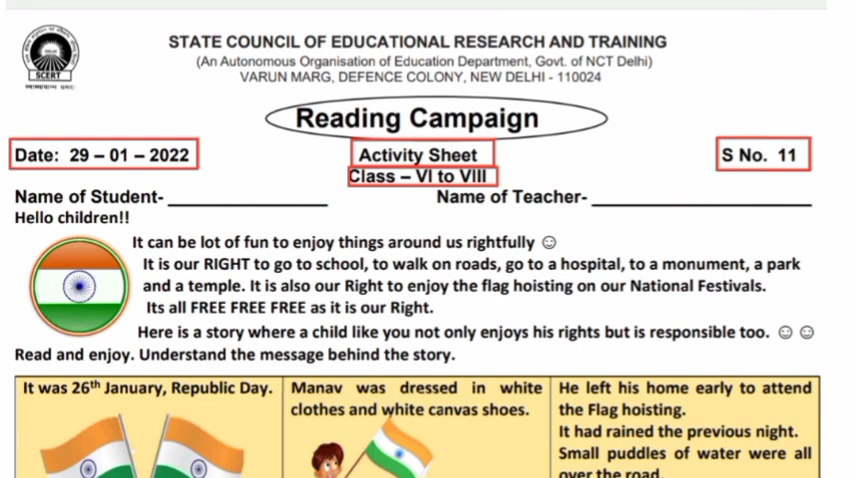 STATE COUNCIL OF EDUCATIONAL RESEARCH AND TRAINING
(An Autonomous Organisation of Education Department, Govt. of NCT Delhi)
VARUN MARG, DEFENCE COLONY, NEW DELHI - 110024
SCERT
Reading Campaign
Date: 29 – 01 – 2022
Activity Sheet
S No. 11
Class – VI to VIII
Name of Student- Name of Teacher-
Hello children!!
It can be lot of fun to enjoy things around us rightfully ☺
It is our RIGHT to go to school, to walk on roads, go to a hospital, to a monument, a park
and a temple. It is also our Right to enjoy the flag hoisting on our National Festivals.
Its all FREE FREE FREE as it is our Right.
Here is a story where a child like you not only enjoys his rights but is responsible too. ☺ ☺
Read and enjoy. Understand the message behind the story.
It was 26th January, Republic Day.
Manav was dressed in white
clothes and white canvas shoes.
He left his home early to attend
the Flag hoisting.
It had rained the previous night.
Small puddles of water were all
over the road.